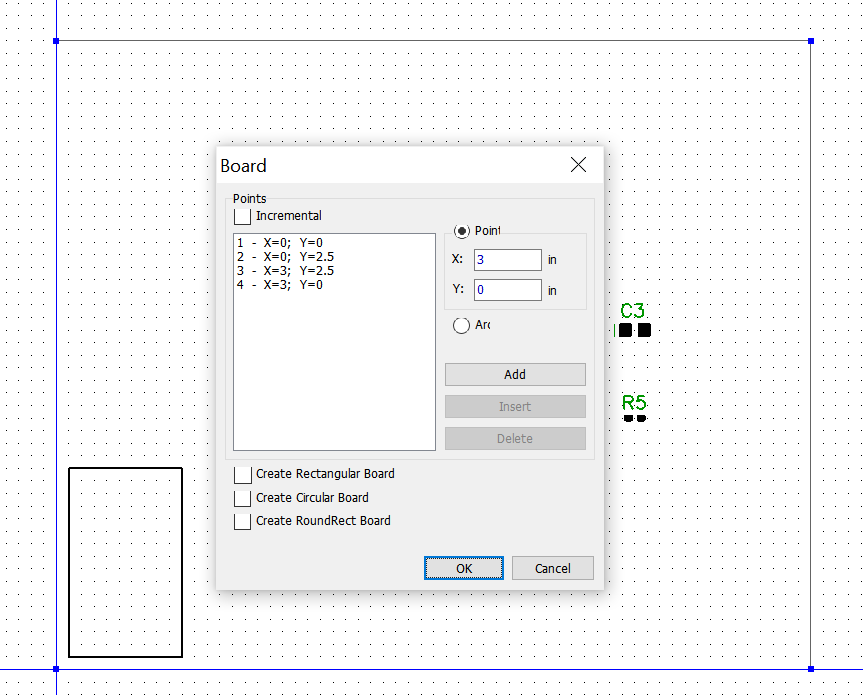 Board
Points
Incremental
1 - X=0; Y=0
2 - X=0; Y=2.5
3 - X=3; Y=2.5
4 - X=3; Y=0
Point
X: 3 in
Y: 0 in
Arc
Add
Insert
Delete
Create Rectangular Board
Create Circular Board
Create RoundRect Board
OK Cancel
C3
R5